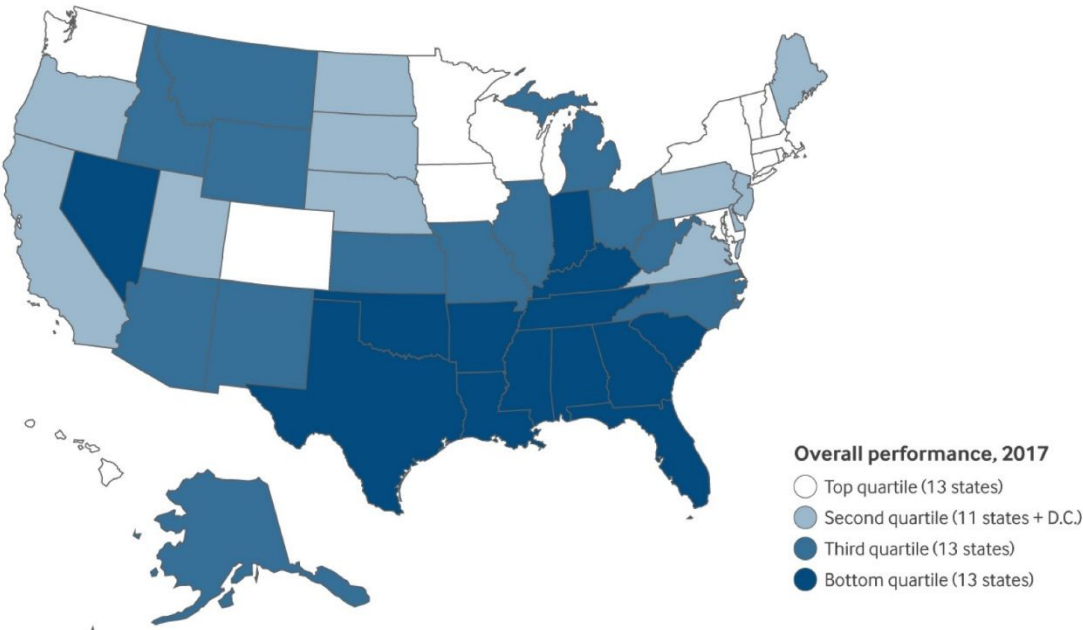 Overall performance, 2017
Top quartile (13 states)
Second quartile (11 states + D.C.)
Third quartile (13 states)
Bottom quartile (13 states)